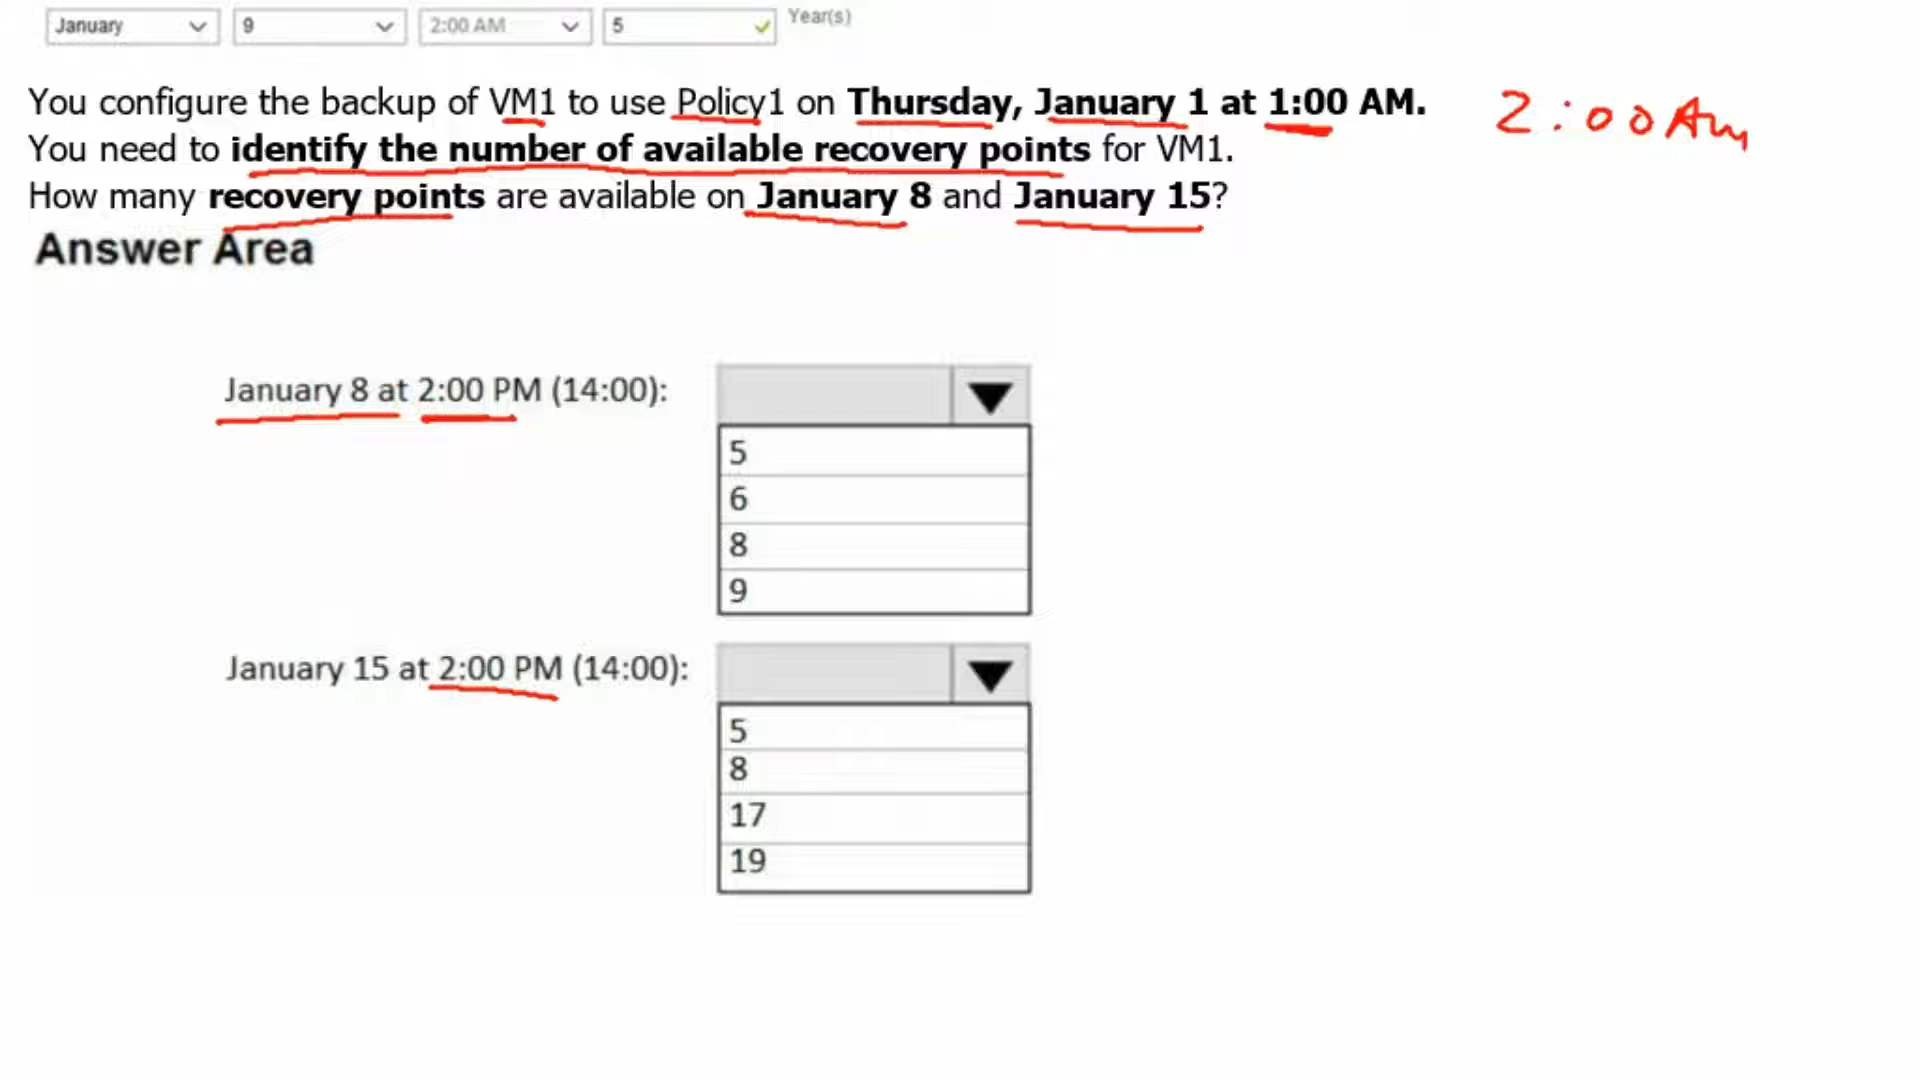 January 9 2:00 AM 5 Year(s)
You configure the backup of VM1 to use Policy1 on Thursday, January 1 at 1:00 AM.
2:00 Am
You need to identify the number of available recovery points for VM1.
How many recovery points are available on January 8 and January 15?
Answer Area
January 8 at 2:00 PM (14:00):
5
6
8
9
January 15 at 2:00 PM (14:00):
5
8
17
19